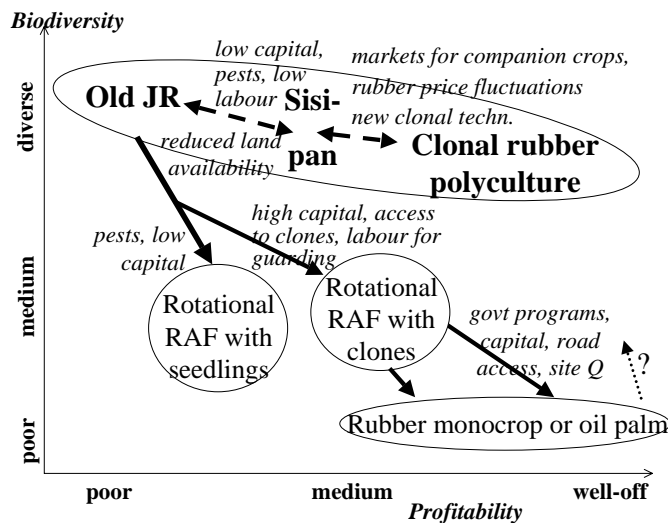 Biodiversity
low capital,
pests, low
labour
markets for companion crops,
rubber price fluctuations
new clonal techn.
Old JR
Sisi-
pan
Clonal rubber
polyculture
reduced land
availability
diverse
pests, low
capital
high capital, access
to clones, labour for
guarding
medium
Rotational
RAF with
seedlings
Rotational
RAF with
clones
govt programs,
capital, road
access, site Q
?
poor
Rubber monocrop or oil palm
poor
medium
well-off
Profitability